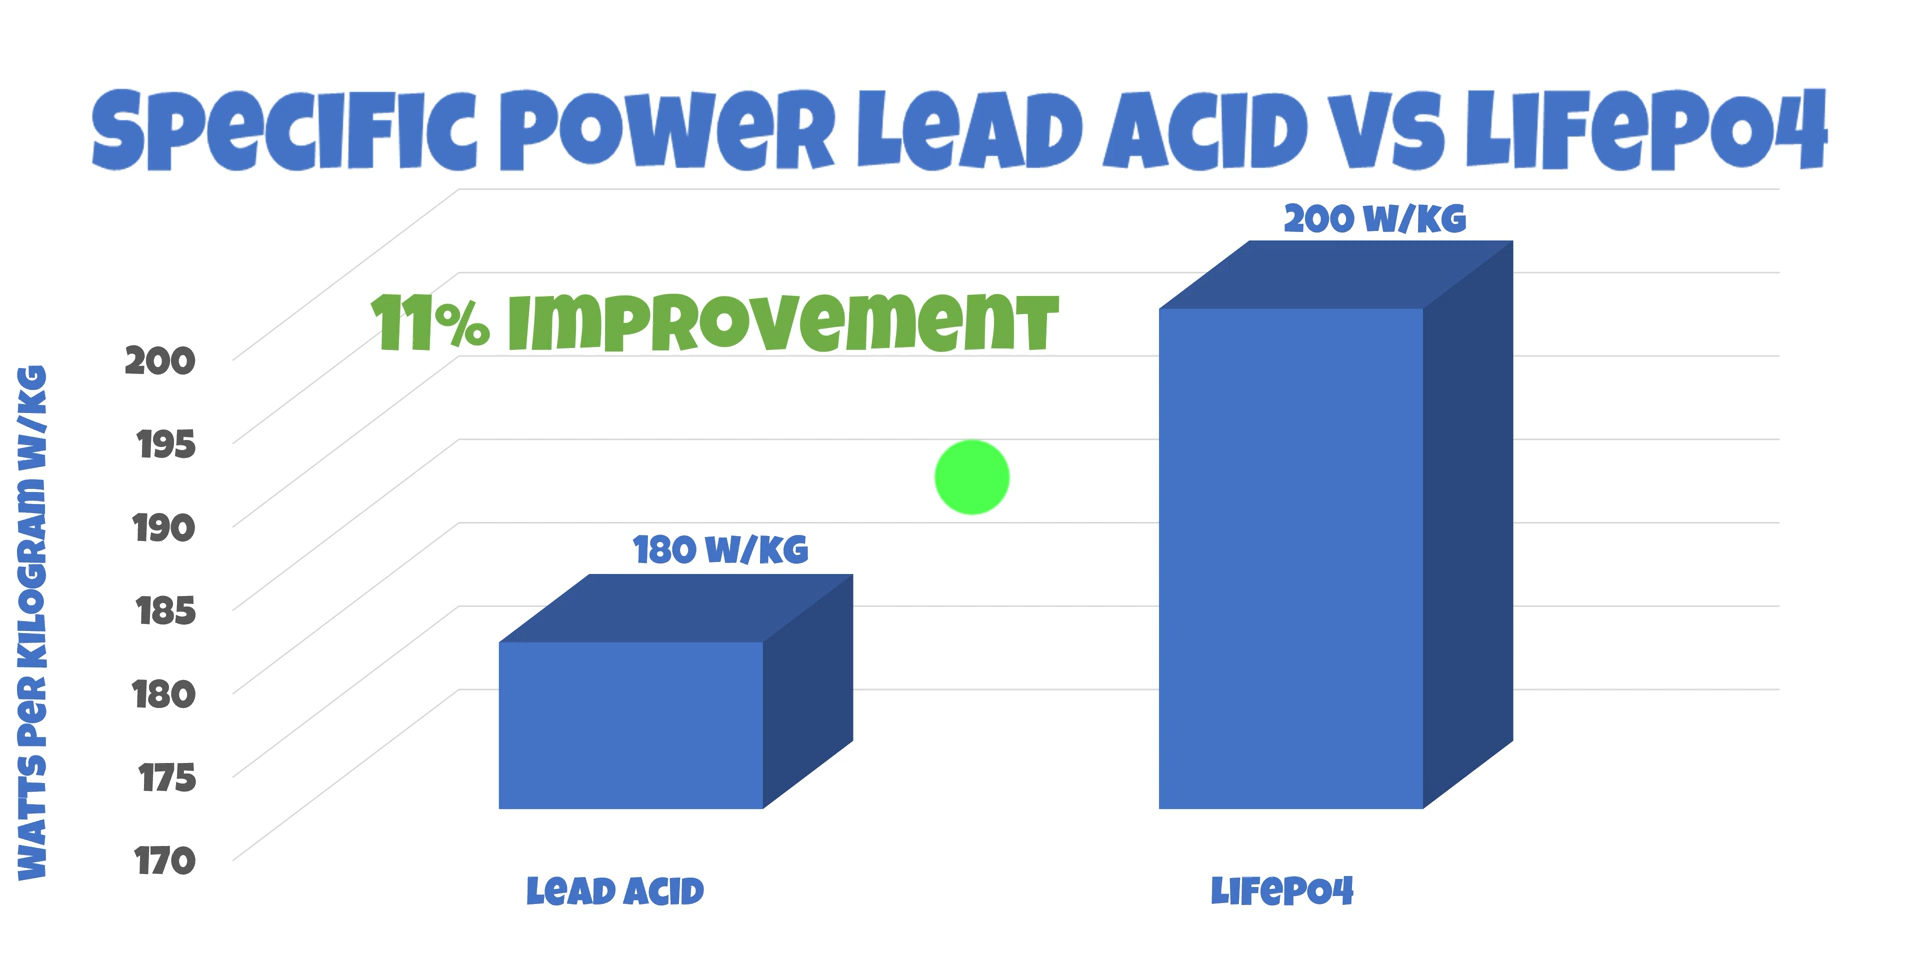 SPECIFIC POWER LEAD ACID VS LIFEPO4
200 W/KG
11% IMPROVEMENT
180 W/KG
WATTS PER KILOGRAM W/KG
200
195
190
185
180
175
170
LEAD ACID
LIFEPO4